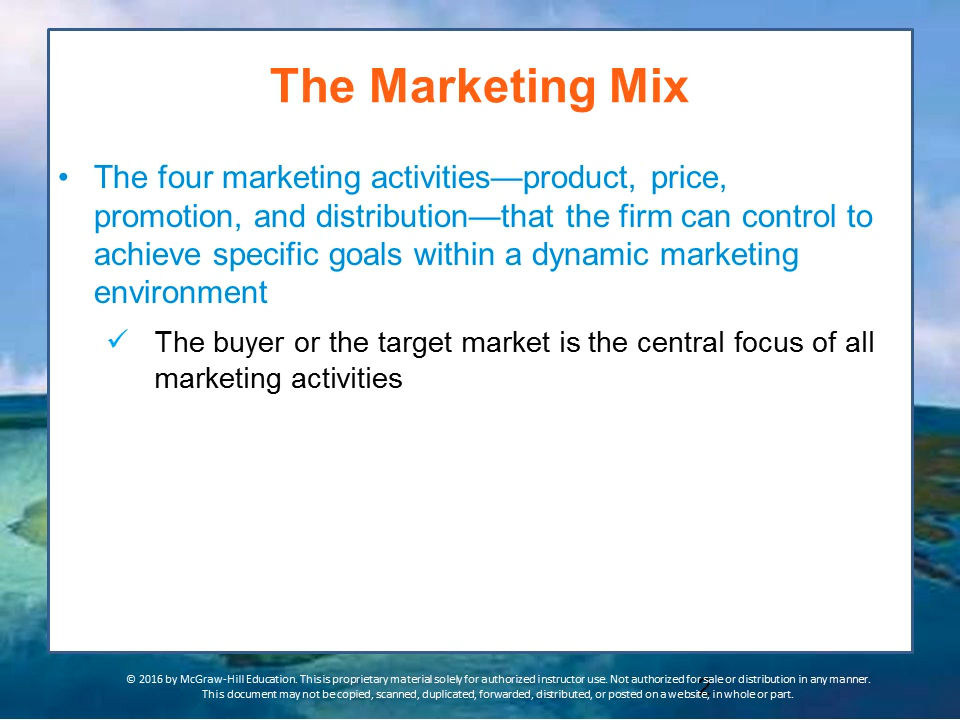 The Marketing Mix
• The four marketing activities—product, price,
promotion, and distribution—that the firm can control to
achieve specific goals within a dynamic marketing
environment
✓ The buyer or the target market is the central focus of all
marketing activities
© 2016 by McGraw-Hill Education. This is proprietary material solely for authorized instructor use. Not authorized for sale or distribution in any manner.
This document may not be copied, scanned, duplicated, forwarded, distributed, or posted on a website, in whole or part.